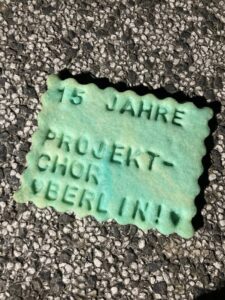 15 JAHRE
PROJEKT-
CHOR
♥BERLIN!♥